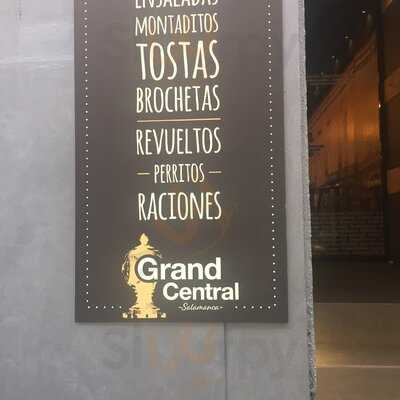 ENSALADAS
MONTADITOS
TOSTAS
BROCHETAS
REVUELTOS
- PERRITOS -
RACIONES
Grand
Central
-Salamanca-